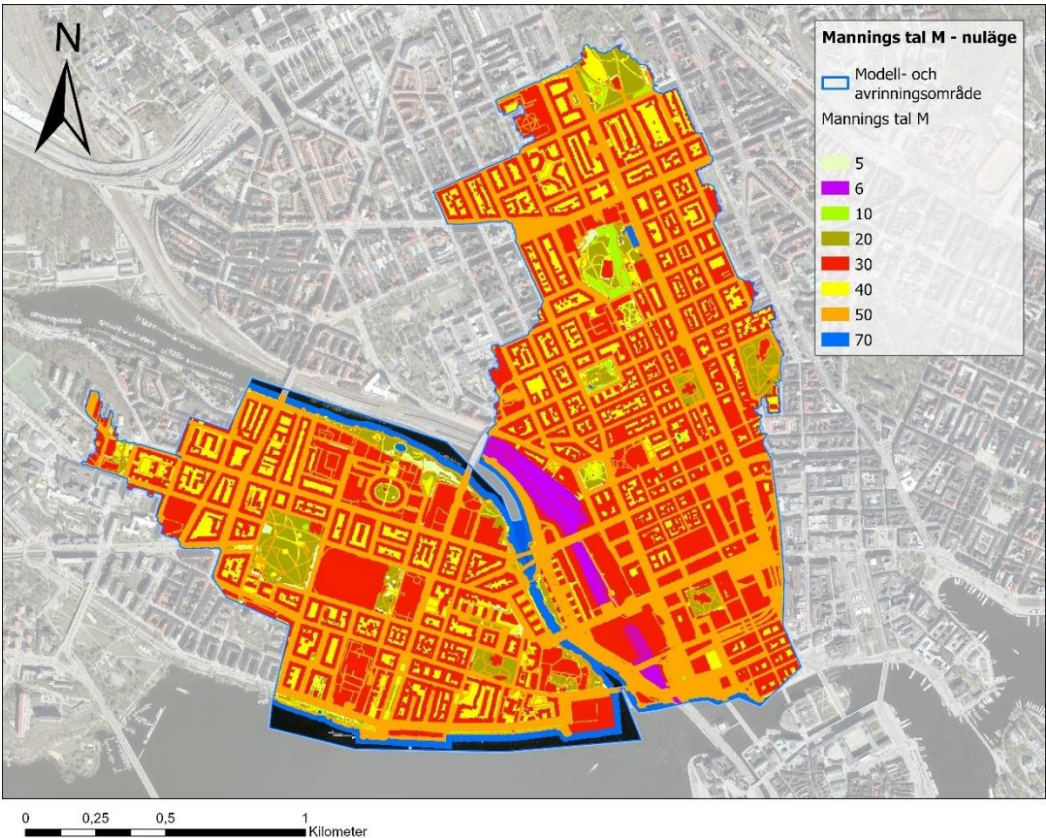 N
Mannings tal M - nuläge
Modell- och
avrinningsområde
Mannings tal M
5
6
10
20
30
40
50
70
0 0,25 0,5 1
Kilometer